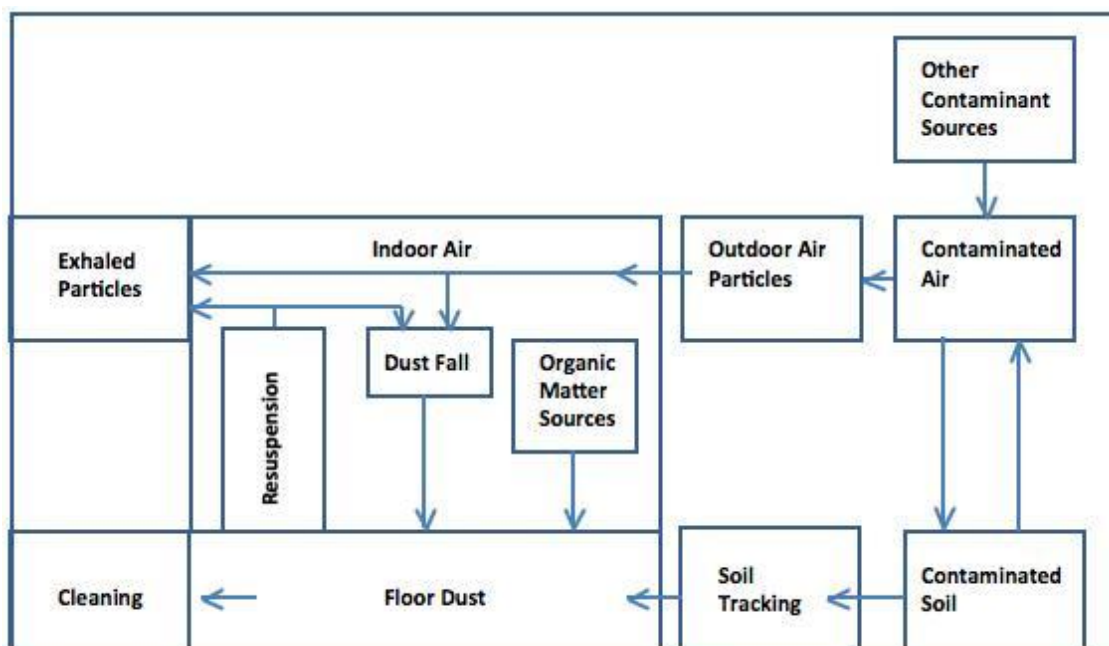 Other
Contaminant
Sources
Exhaled
Particles
Indoor Air
Outdoor Air
Particles
Contaminated
Air
Resuspension
Dust Fall
Organic
Matter
Sources
Cleaning
Floor Dust
Soil
Tracking
Contaminated
Soil